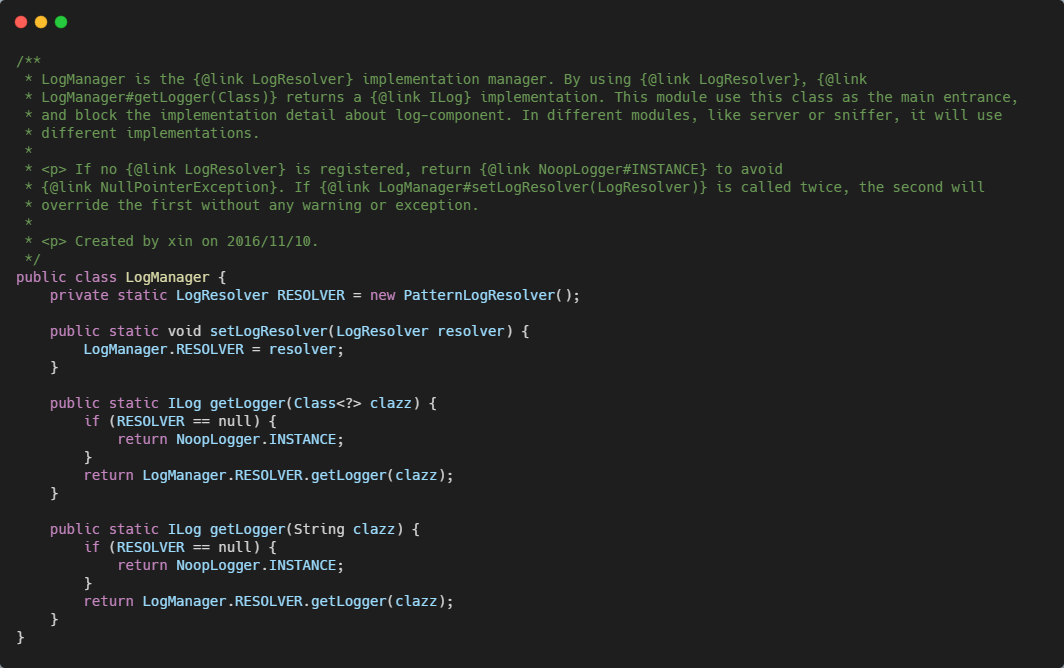 /**
 * LogManager is the {@link LogResolver} implementation manager. By using {@link LogResolver}, {@link
 * LogManager#getLogger(Class)} returns a {@link ILog} implementation. This module use this class as the main entrance,
 * and block the implementation detail about log-component. In different modules, like server or sniffer, it will use
 * different implementations.
 *
 * <p> If no {@link LogResolver} is registered, return {@link NoopLogger#INSTANCE} to avoid
 * {@link NullPointerException}. If {@link LogManager#setLogResolver(LogResolver)} is called twice, the second will
 * override the first without any warning or exception.
 *
 * <p> Created by xin on 2016/11/10.
 */
public class LogManager {
    private static LogResolver RESOLVER = new PatternLogResolver();

    public static void setLogResolver(LogResolver resolver) {
        LogManager.RESOLVER = resolver;
    }

    public static ILog getLogger(Class<?> clazz) {
        if (RESOLVER == null) {
            return NoopLogger.INSTANCE;
        }
        return LogManager.RESOLVER.getLogger(clazz);
    }

    public static ILog getLogger(String clazz) {
        if (RESOLVER == null) {
            return NoopLogger.INSTANCE;
        }
        return LogManager.RESOLVER.getLogger(clazz);
    }
}